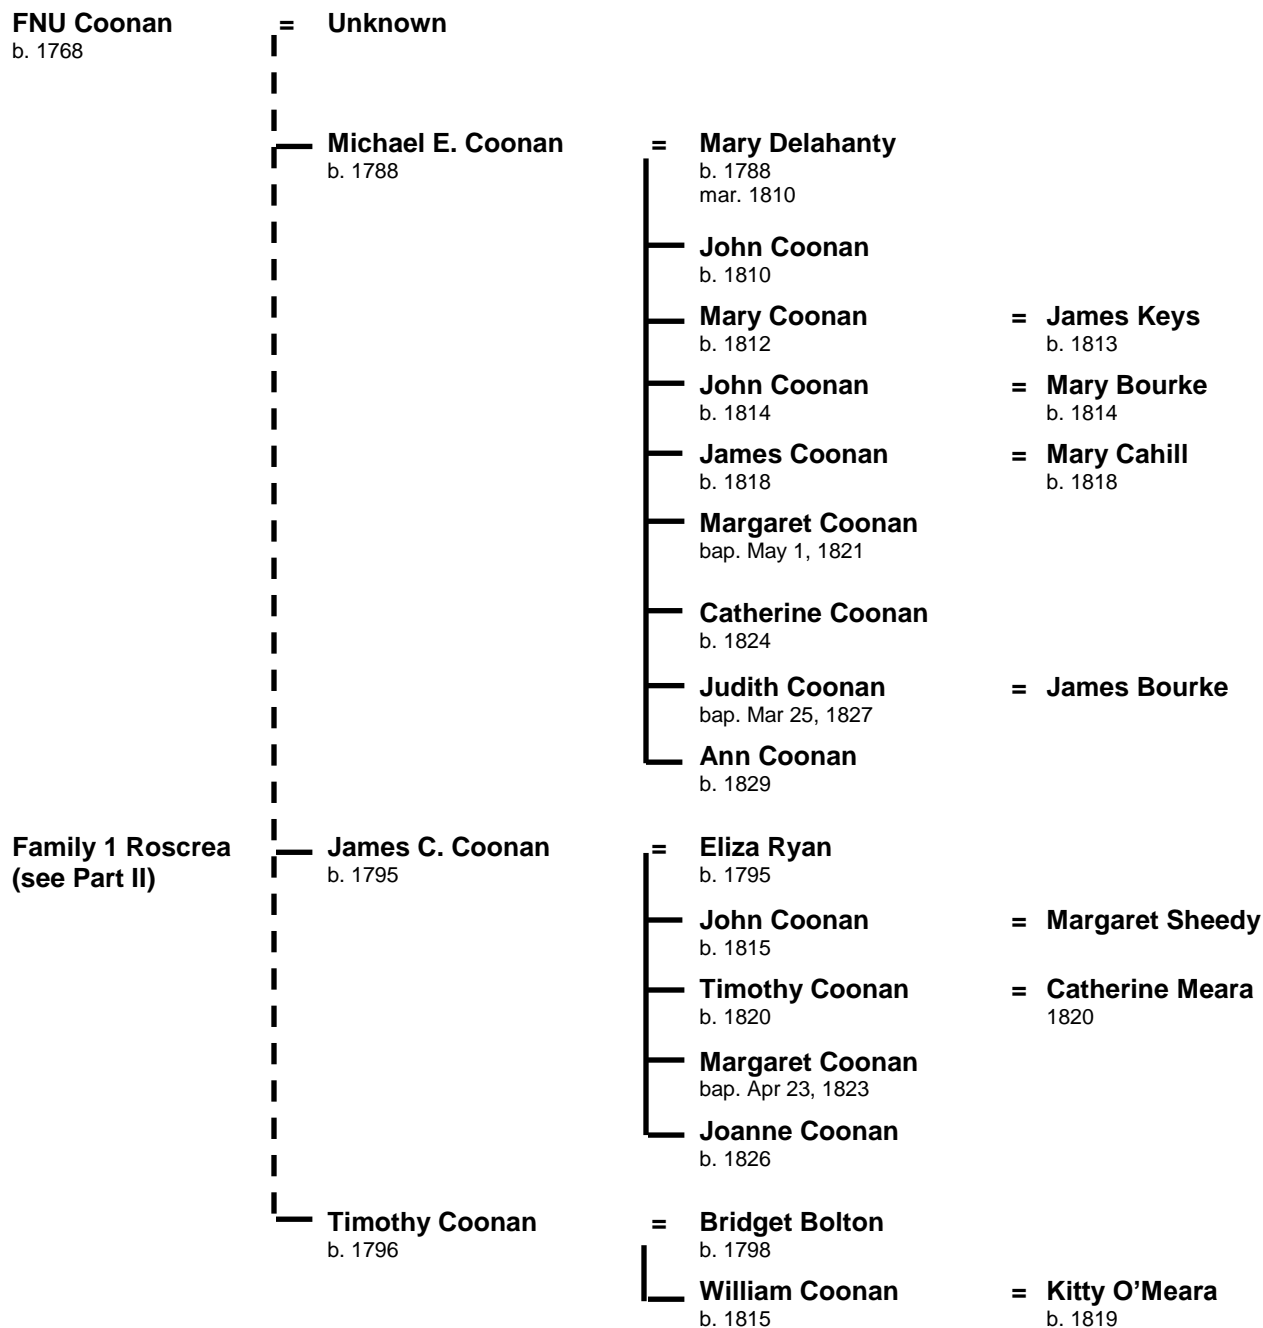 FNU Coonan = Unknown
b. 1768
Michael E. Coonan = Mary Delahanty
b. 1788 b. 1788
mar. 1810
John Coonan
b. 1810
Mary Coonan = James Keys
b. 1812 b. 1813
John Coonan = Mary Bourke
b. 1814 b. 1814
James Coonan = Mary Cahill
b. 1818 b. 1818
Margaret Coonan
bap. May 1, 1821
Catherine Coonan
b. 1824
Judith Coonan = James Bourke
bap. Mar 25, 1827
Ann Coonan
b. 1829
Family 1 Roscrea James C. Coonan = Eliza Ryan
(see Part II) b. 1795 b. 1795
John Coonan = Margaret Sheedy
b. 1815
Timothy Coonan = Catherine Meara
b. 1820 1820
Margaret Coonan
bap. Apr 23, 1823
Joanne Coonan
b. 1826
Timothy Coonan = Bridget Bolton
b. 1796 b. 1798
William Coonan = Kitty O’Meara
b. 1815 b. 1819